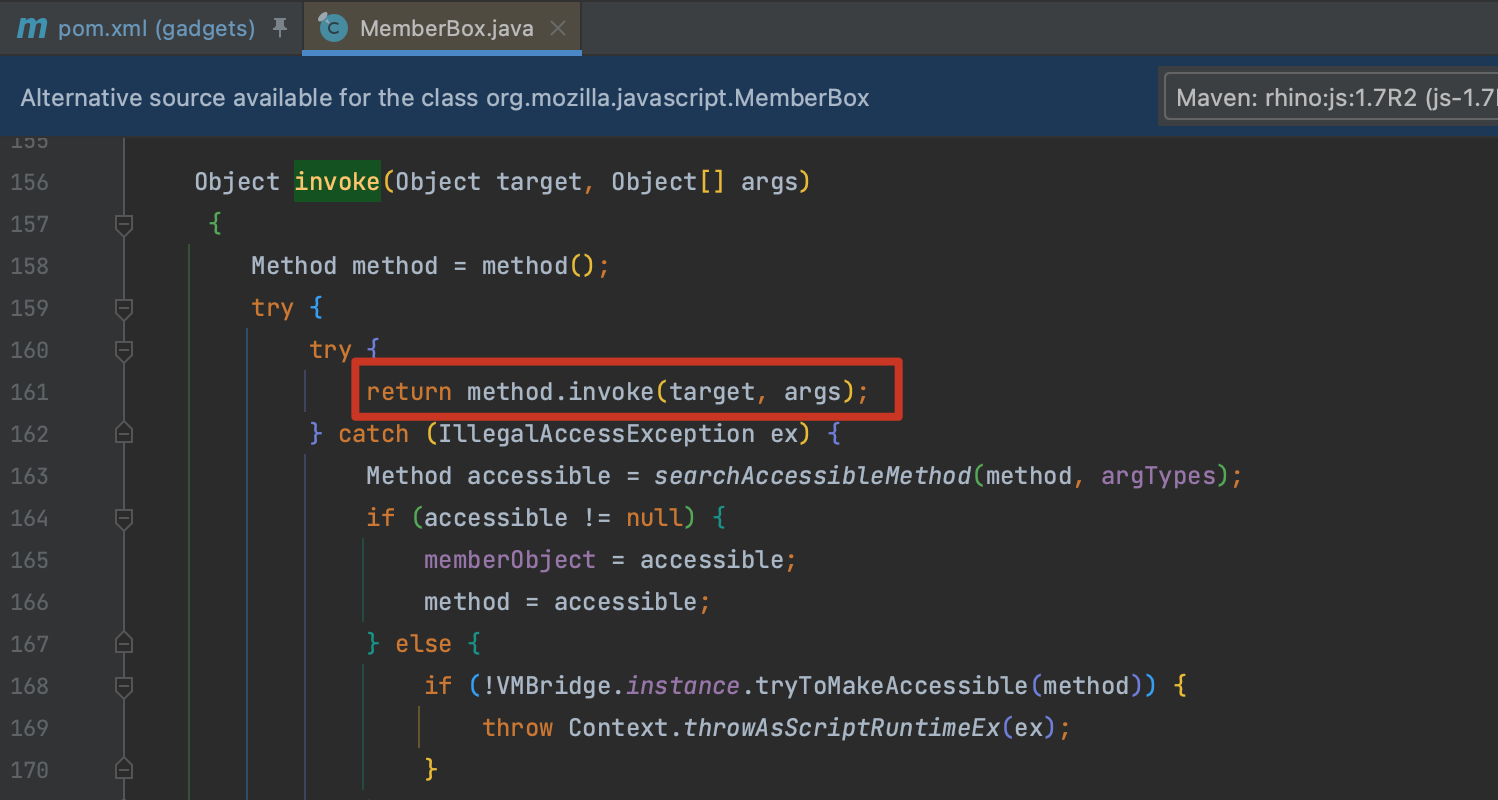 m pom.xml (gadgets) C MemberBox.java
Alternative source available for the class org.mozilla.javascript.MemberBox Maven: rhino:js:1.7R2 (js-1.7
155
156 Object invoke(Object target, Object[] args)
157 {
158 Method method = method();
159 try {
160 try {
161 return method.invoke(target, args);
162 } catch (IllegalAccessException ex) {
163 Method accessible = searchAccessibleMethod(method, argTypes);
164 if (accessible != null) {
165 memberObject = accessible;
166 method = accessible;
167 } else {
168 if (!VMBridge.instance.tryToMakeAccessible(method)) {
169 throw Context.throwAsScriptRuntimeEx(ex);
170 }